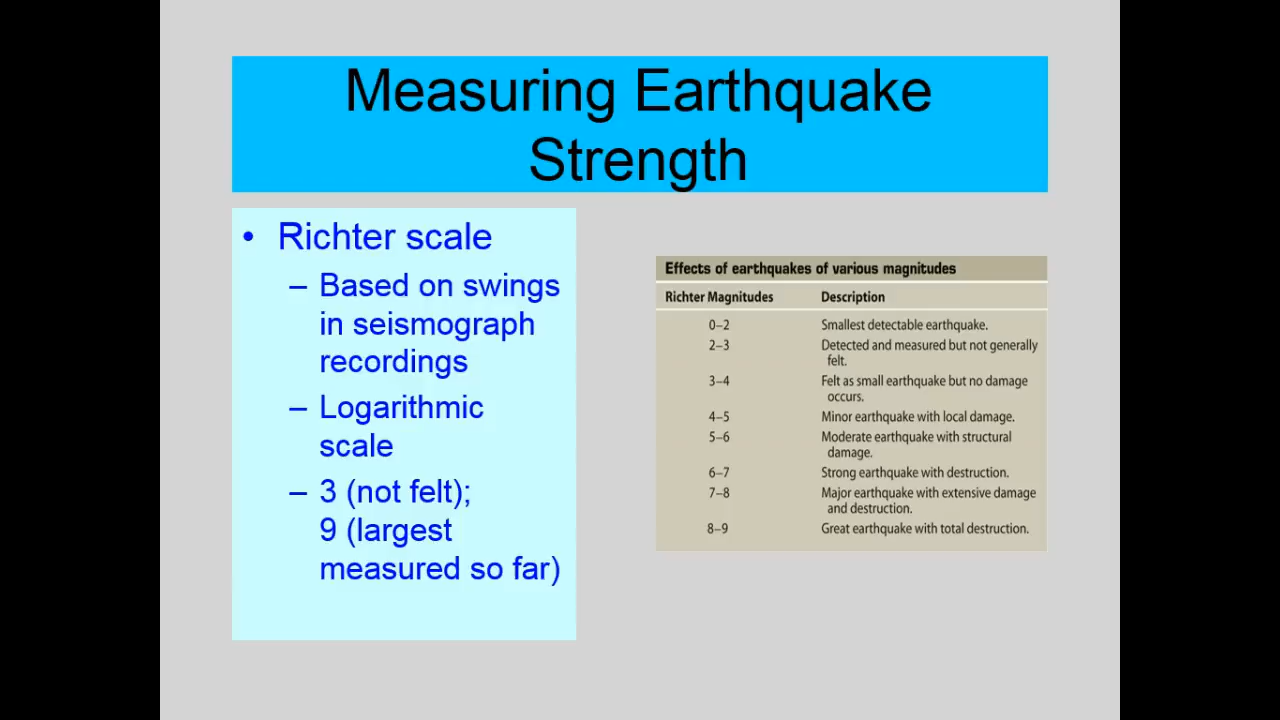 Measuring Earthquake
Strength
• Richter scale
– Based on swings
in seismograph
recordings
– Logarithmic
scale
– 3 (not felt);
9 (largest
measured so far)
Effects of earthquakes of various magnitudes
Richter Magnitudes Description
0–2 Smallest detectable earthquake.
2–3 Detected and measured but not generally
felt.
3–4 Felt as small earthquake but no damage
occurs.
4–5 Minor earthquake with local damage.
5–6 Moderate earthquake with structural
damage.
6–7 Strong earthquake with destruction.
7–8 Major earthquake with extensive damage
and destruction.
8–9 Great earthquake with total destruction.